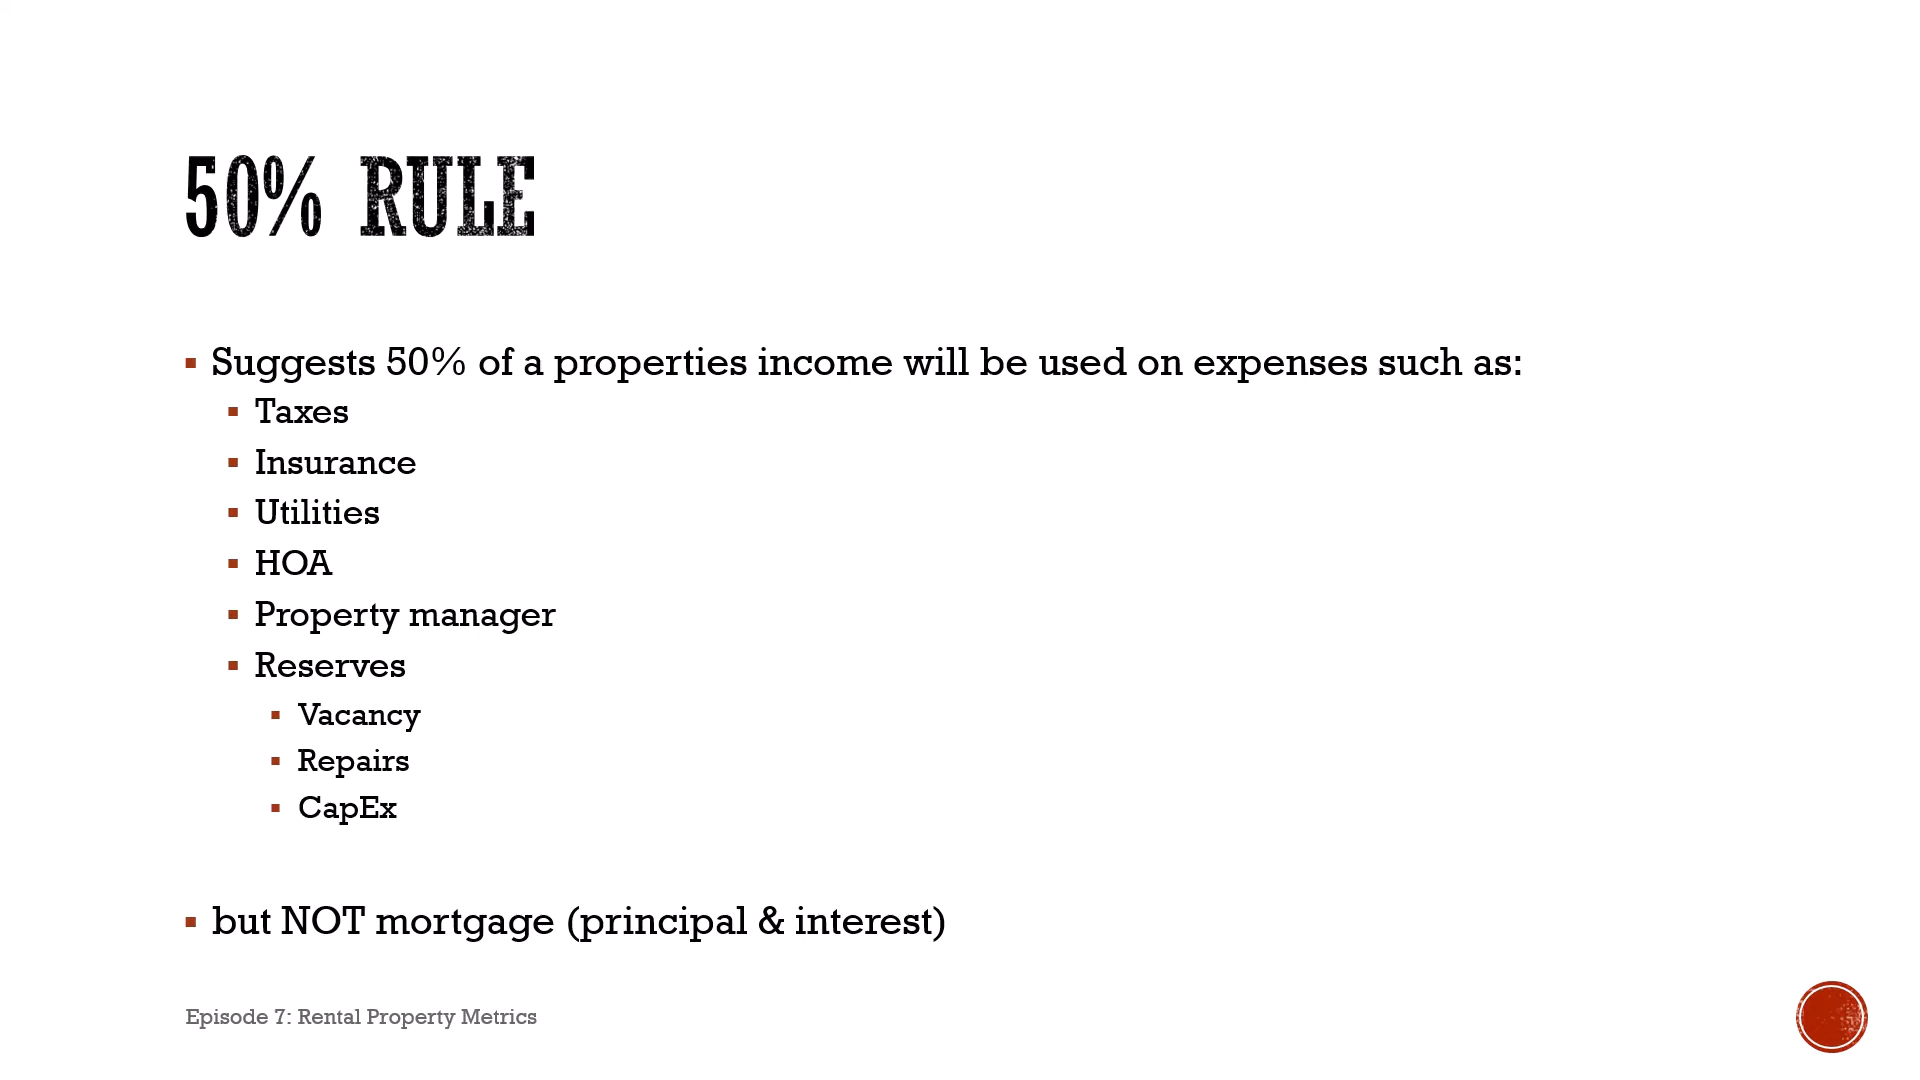 50% RULE
▪ Suggests 50% of a properties income will be used on expenses such as:
▪ Taxes
▪ Insurance
▪ Utilities
▪ HOA
▪ Property manager
▪ Reserves
▪ Vacancy
▪ Repairs
▪ CapEx
▪ but NOT mortgage (principal & interest)
Episode 7: Rental Property Metrics